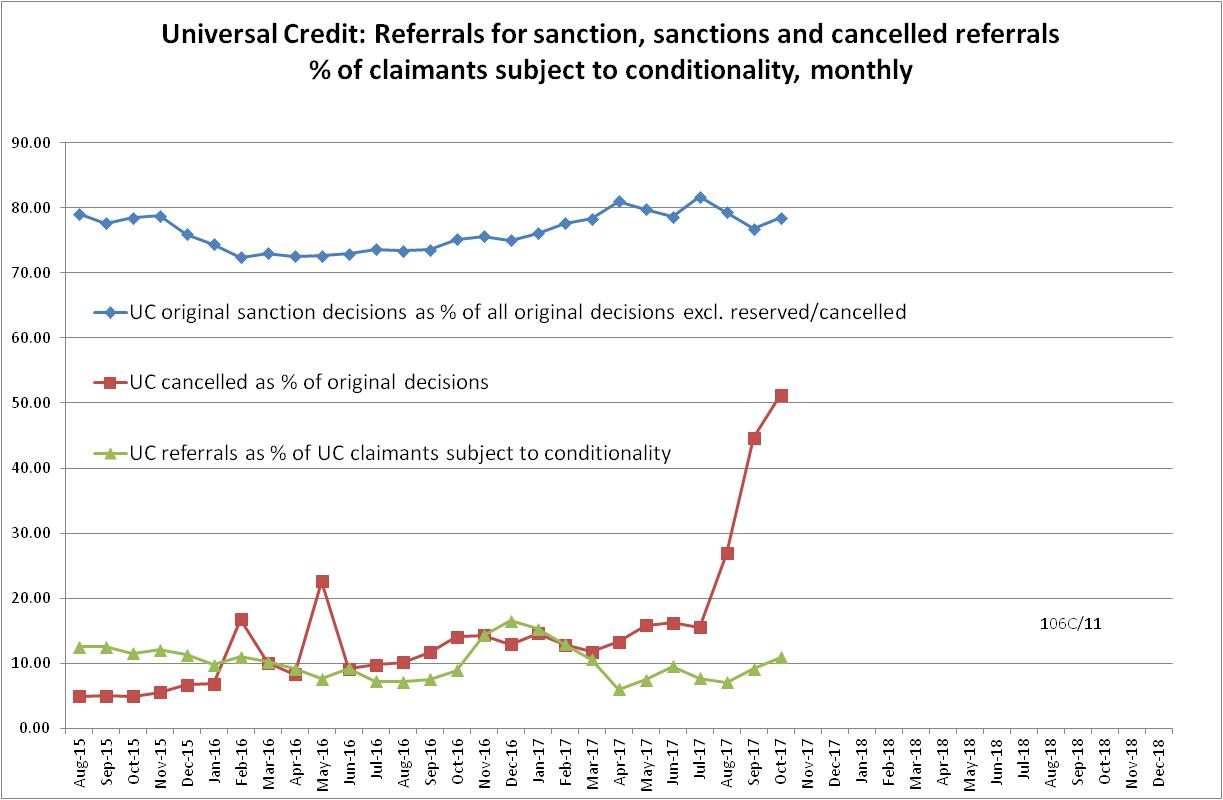 Universal Credit: Referrals for sanction, sanctions and cancelled referrals
% of claimants subject to conditionality, monthly
90.00
80.00
70.00
60.00
50.00
40.00
30.00
20.00
10.00
0.00
UC original sanction decisions as % of all original decisions excl. reserved/cancelled
UC cancelled as % of original decisions
UC referrals as % of UC claimants subject to conditionality
106C/11
Aug-15
Sep-15
Oct-15
Nov-15
Dec-15
Jan-16
Feb-16
Mar-16
Apr-16
May-16
Jun-16
Jul-16
Aug-16
Sep-16
Oct-16
Nov-16
Dec-16
Jan-17
Feb-17
Mar-17
Apr-17
May-17
Jun-17
Jul-17
Aug-17
Sep-17
Oct-17
Nov-17
Dec-17
Jan-18
Feb-18
Mar-18
Apr-18
May-18
Jun-18
Jul-18
Aug-18
Sep-18
Oct-18
Nov-18
Dec-18